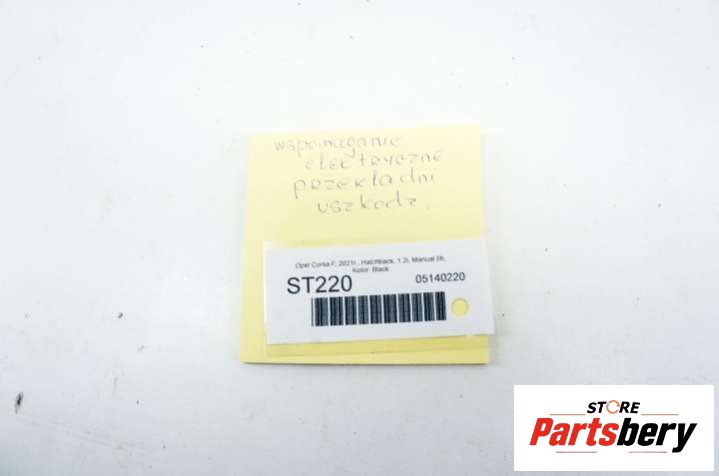 wspomaganie
elektryczne
przekładni
uszkodz.
Opel Corsa F, 2021r., Hatchback, 1.2i, Manual 5b,
Kolor: Black
ST220
05140220
STORE
Partsbery